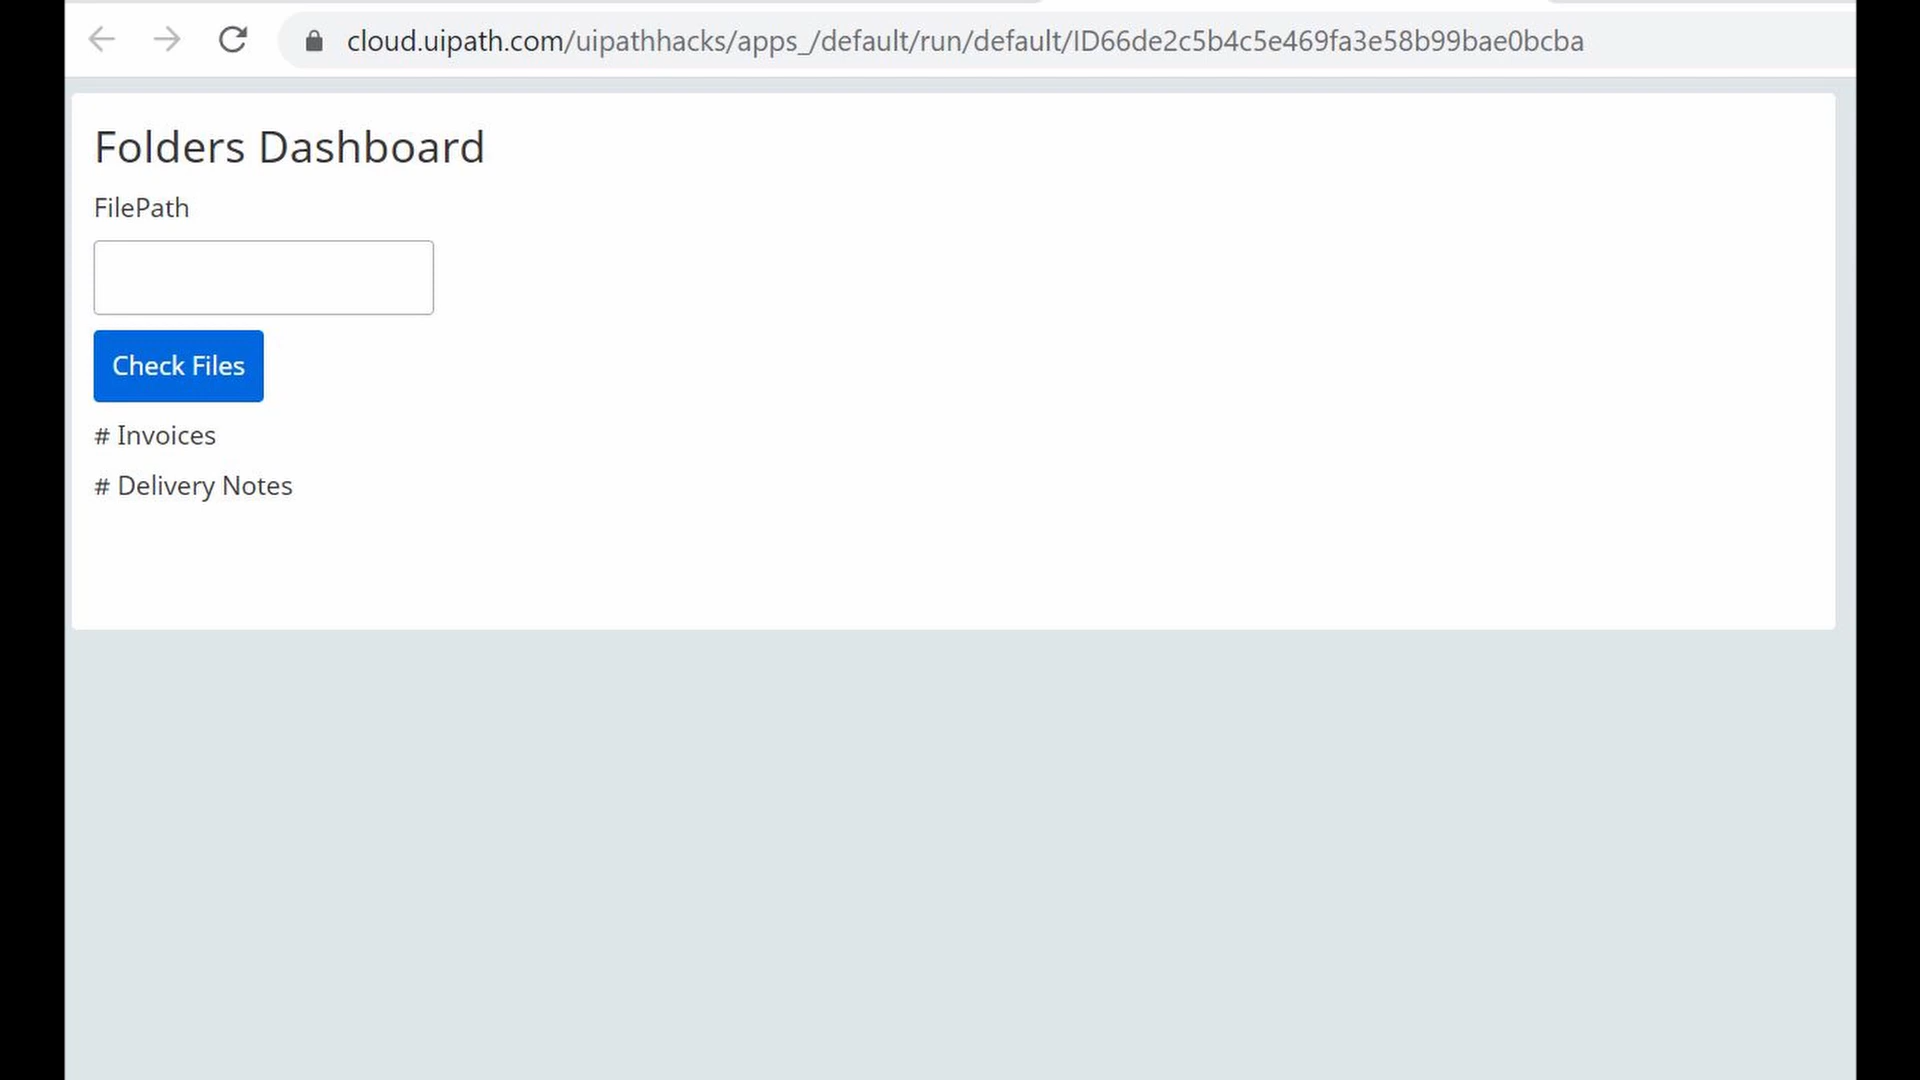 cloud.uipath.com/uipathhacks/apps_/default/run/default/ID66de2c5b4c5e469fa3e58b99bae0bcba
Folders Dashboard
FilePath
Check Files
# Invoices
# Delivery Notes